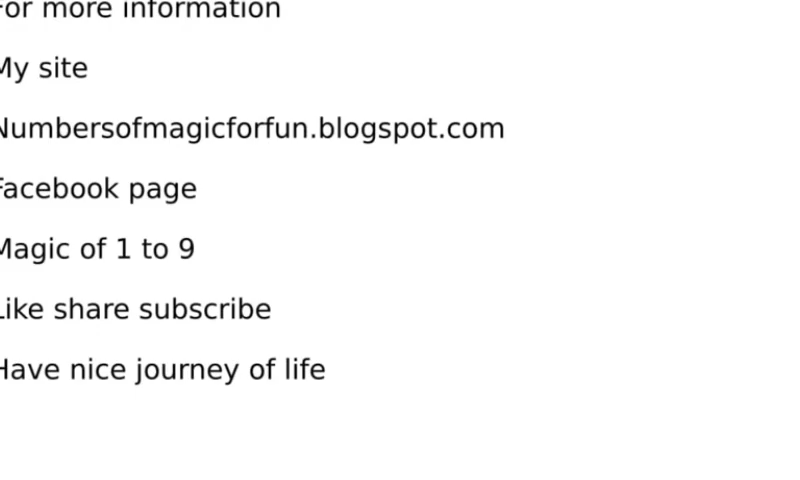 For more information
My site
Numbersofmagicforfun.blogspot.com
Facebook page
Magic of 1 to 9
Like share subscribe
Have nice journey of life